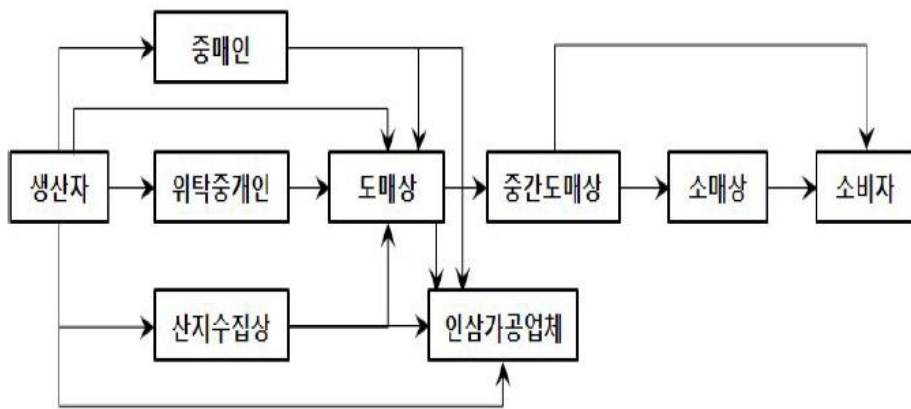 중매인
생산자
위탁중개인
도매상
중간도매상
소매상
소비자
산지수집상
인삼가공업체